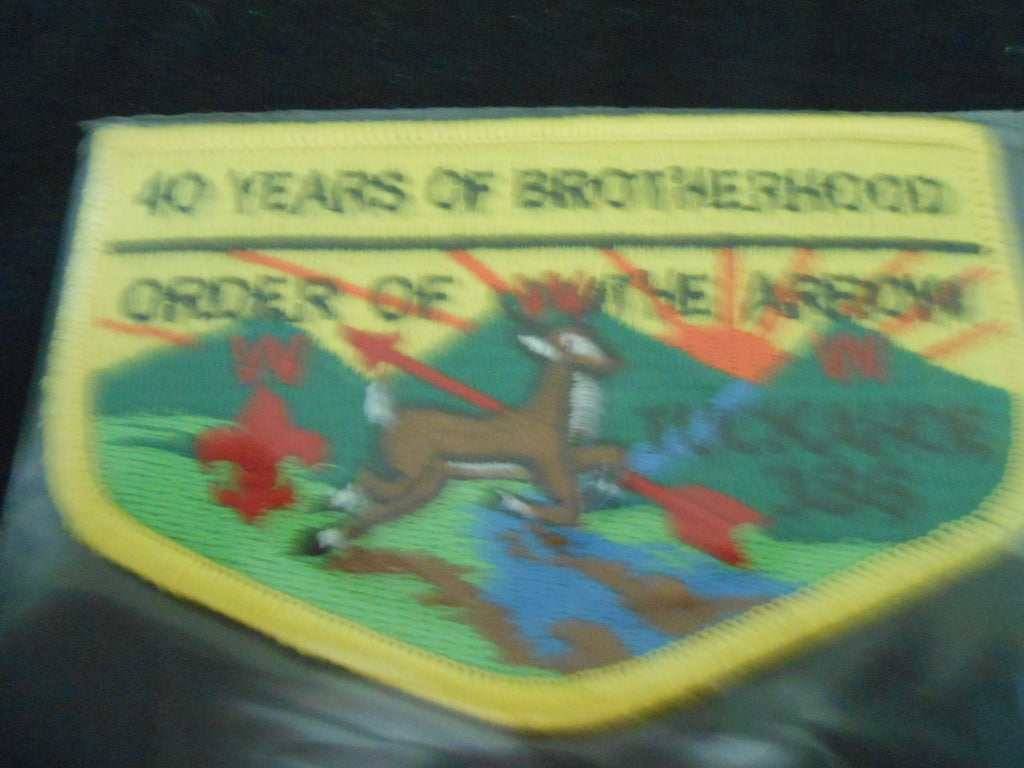 40 YEARS OF BROTHERHOOD
ORDER OF THE ARROW
W W W